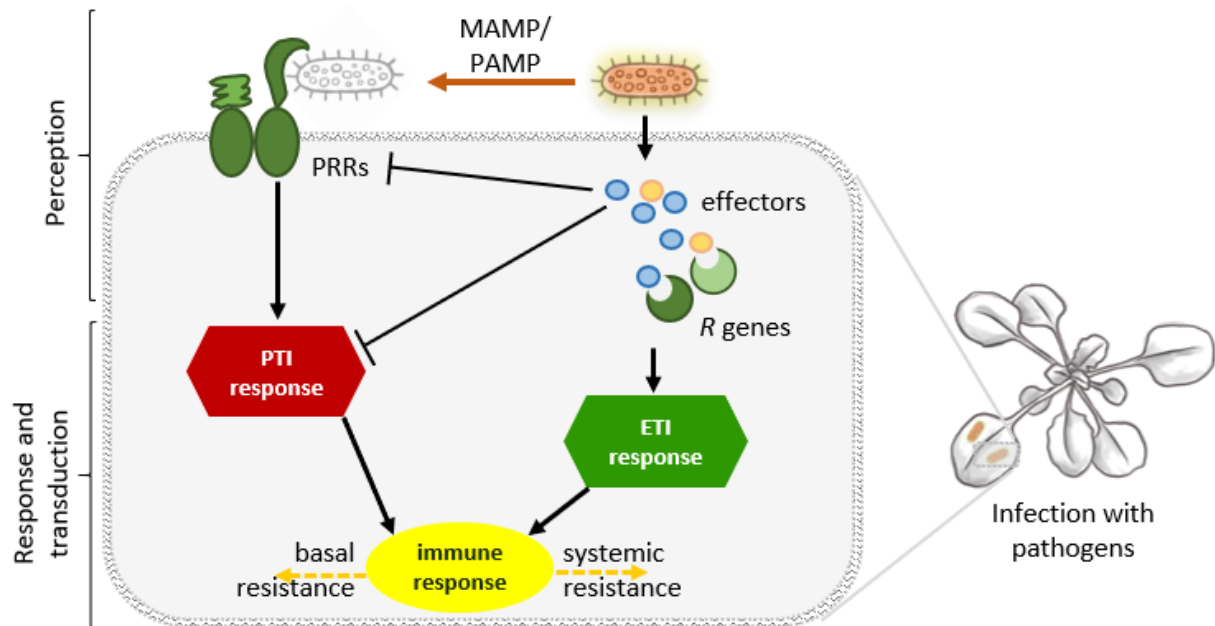 MAMP/
PAMP
PRRs
effectors
R genes
Perception
PTI
response
ETI
response
Response and
transduction
basal
resistance
immune
response
systemic
resistance
Infection with
pathogens